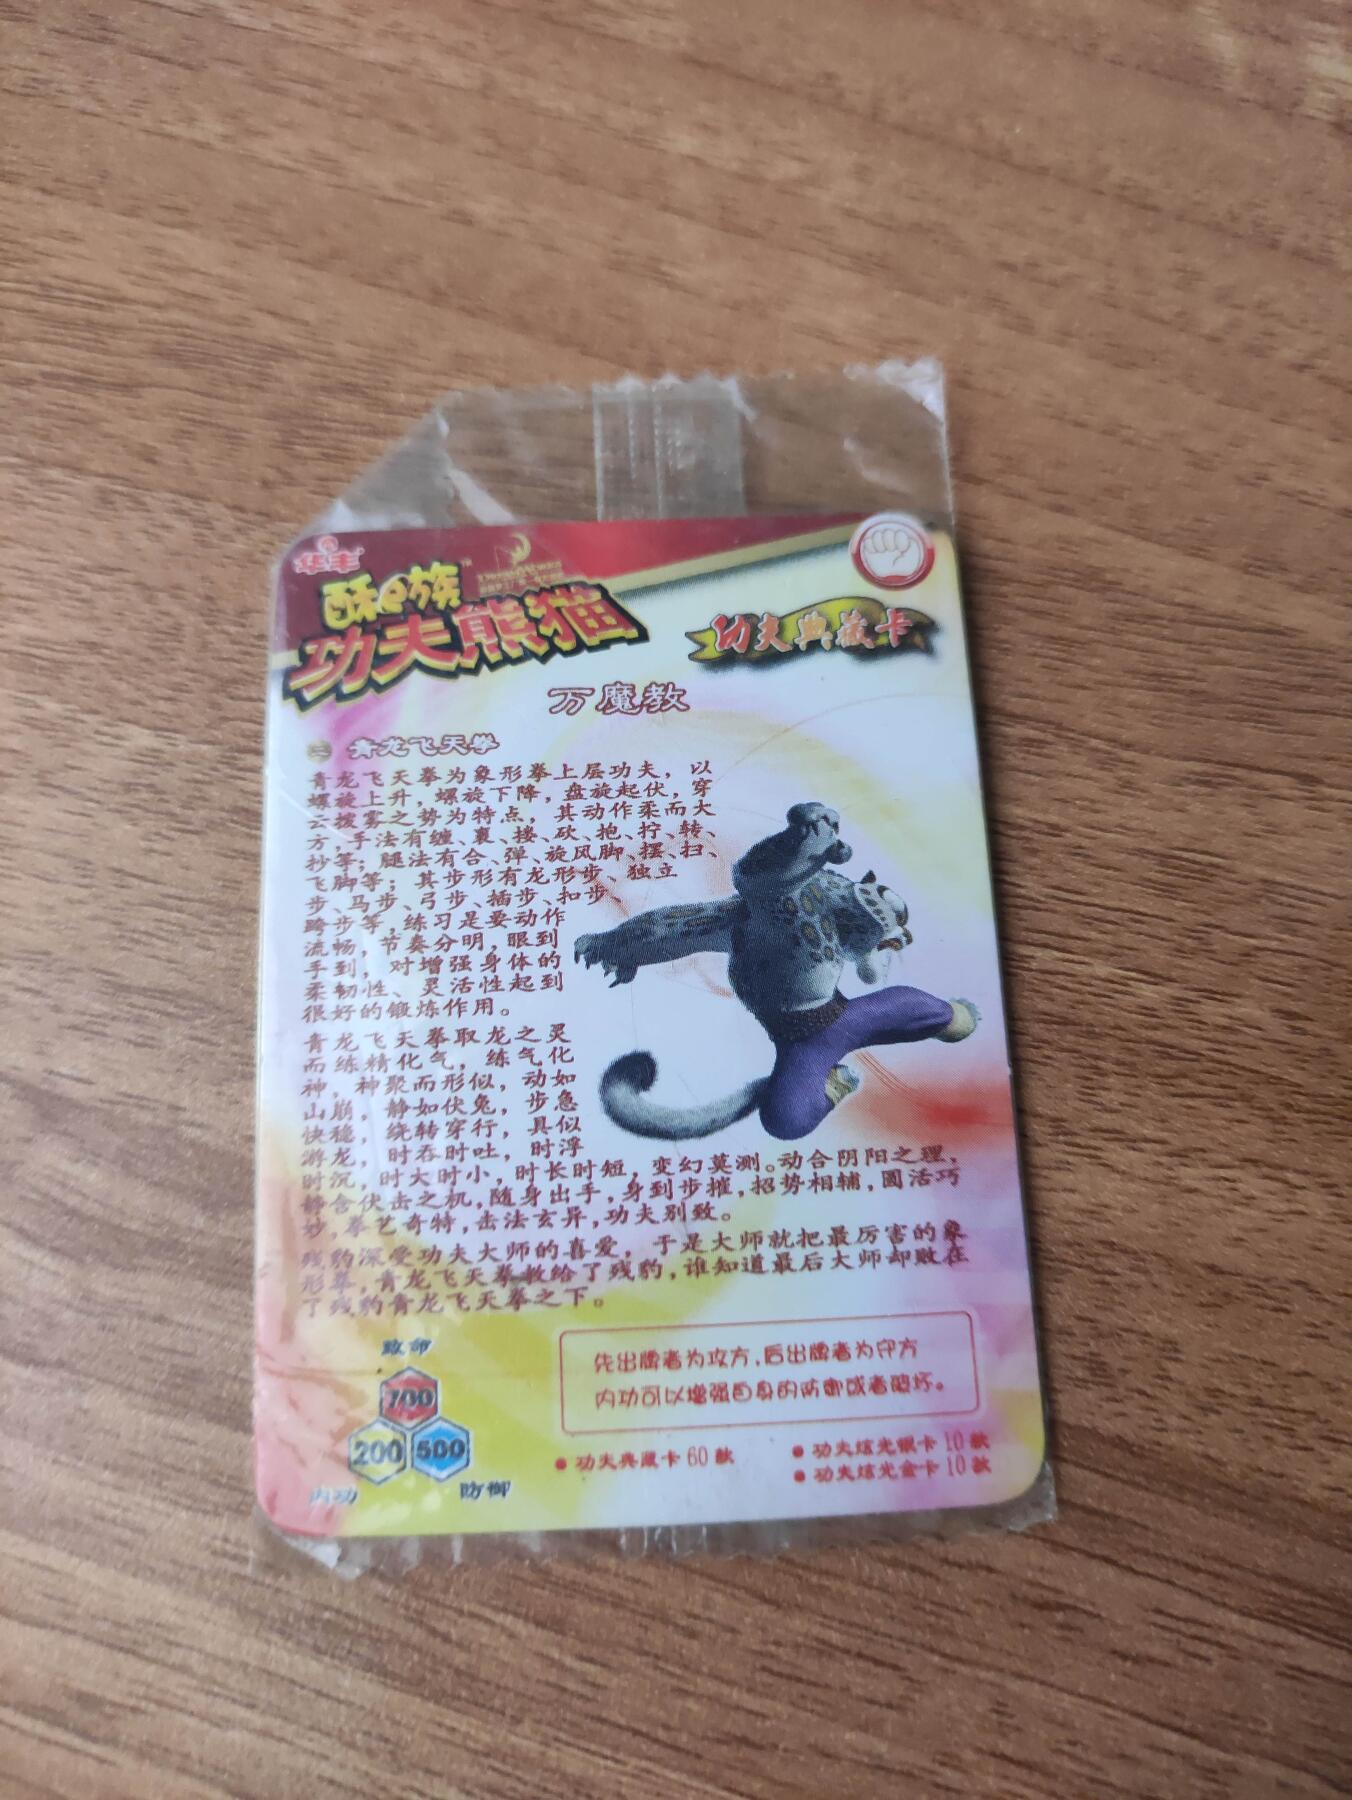 华丰
酥e族™
DREAMWORKS
功夫熊猫
功夫典藏卡
万魔教
青龙飞天拳
青龙飞天拳为象形拳上层功夫，以
螺旋上升，螺旋下降，盘旋起伏，穿
云拨雾之势为特点，其动作柔而大
方，手法有缠、裹、搂、砍、抱、拧、转、
抄等；腿法有合、弹、旋风脚、摆、扫、
飞脚等；其步形有龙形步、独立
步、马步、弓步、插步、扣步、
跨步等，练习是要动作
流畅，节奏分明，眼到
手到，对增强身体的
柔韧性、灵活性起到
很好的锻炼作用。
青龙飞天拳取龙之灵
而练精化气，练气化
神，神聚而形似，动如
山崩，静如伏兔，步急
快稳，绕转穿行，具似
游龙，时吞时吐，时浮
时沉，时大时小，时长时短，变幻莫测。动合阴阳之理，
静含伏击之机，随身出手，身到步摧，招势相辅，圆活巧
妙，拳艺奇特，击法玄异，功夫别致。
残豹深受功夫大师的喜爱，于是大师就把最厉害的象
形拳，青龙飞天拳教给了残豹，谁知道最后大师却败在
了残豹青龙飞天拳之下。
致命
700
200 500
内功 防御
先出牌者为攻方，后出牌者为守方
内功可以增强自身的防御或者破坏。
● 功夫典藏卡 60 款
● 功夫炫光银卡 10 款
● 功夫炫光金卡 10 款